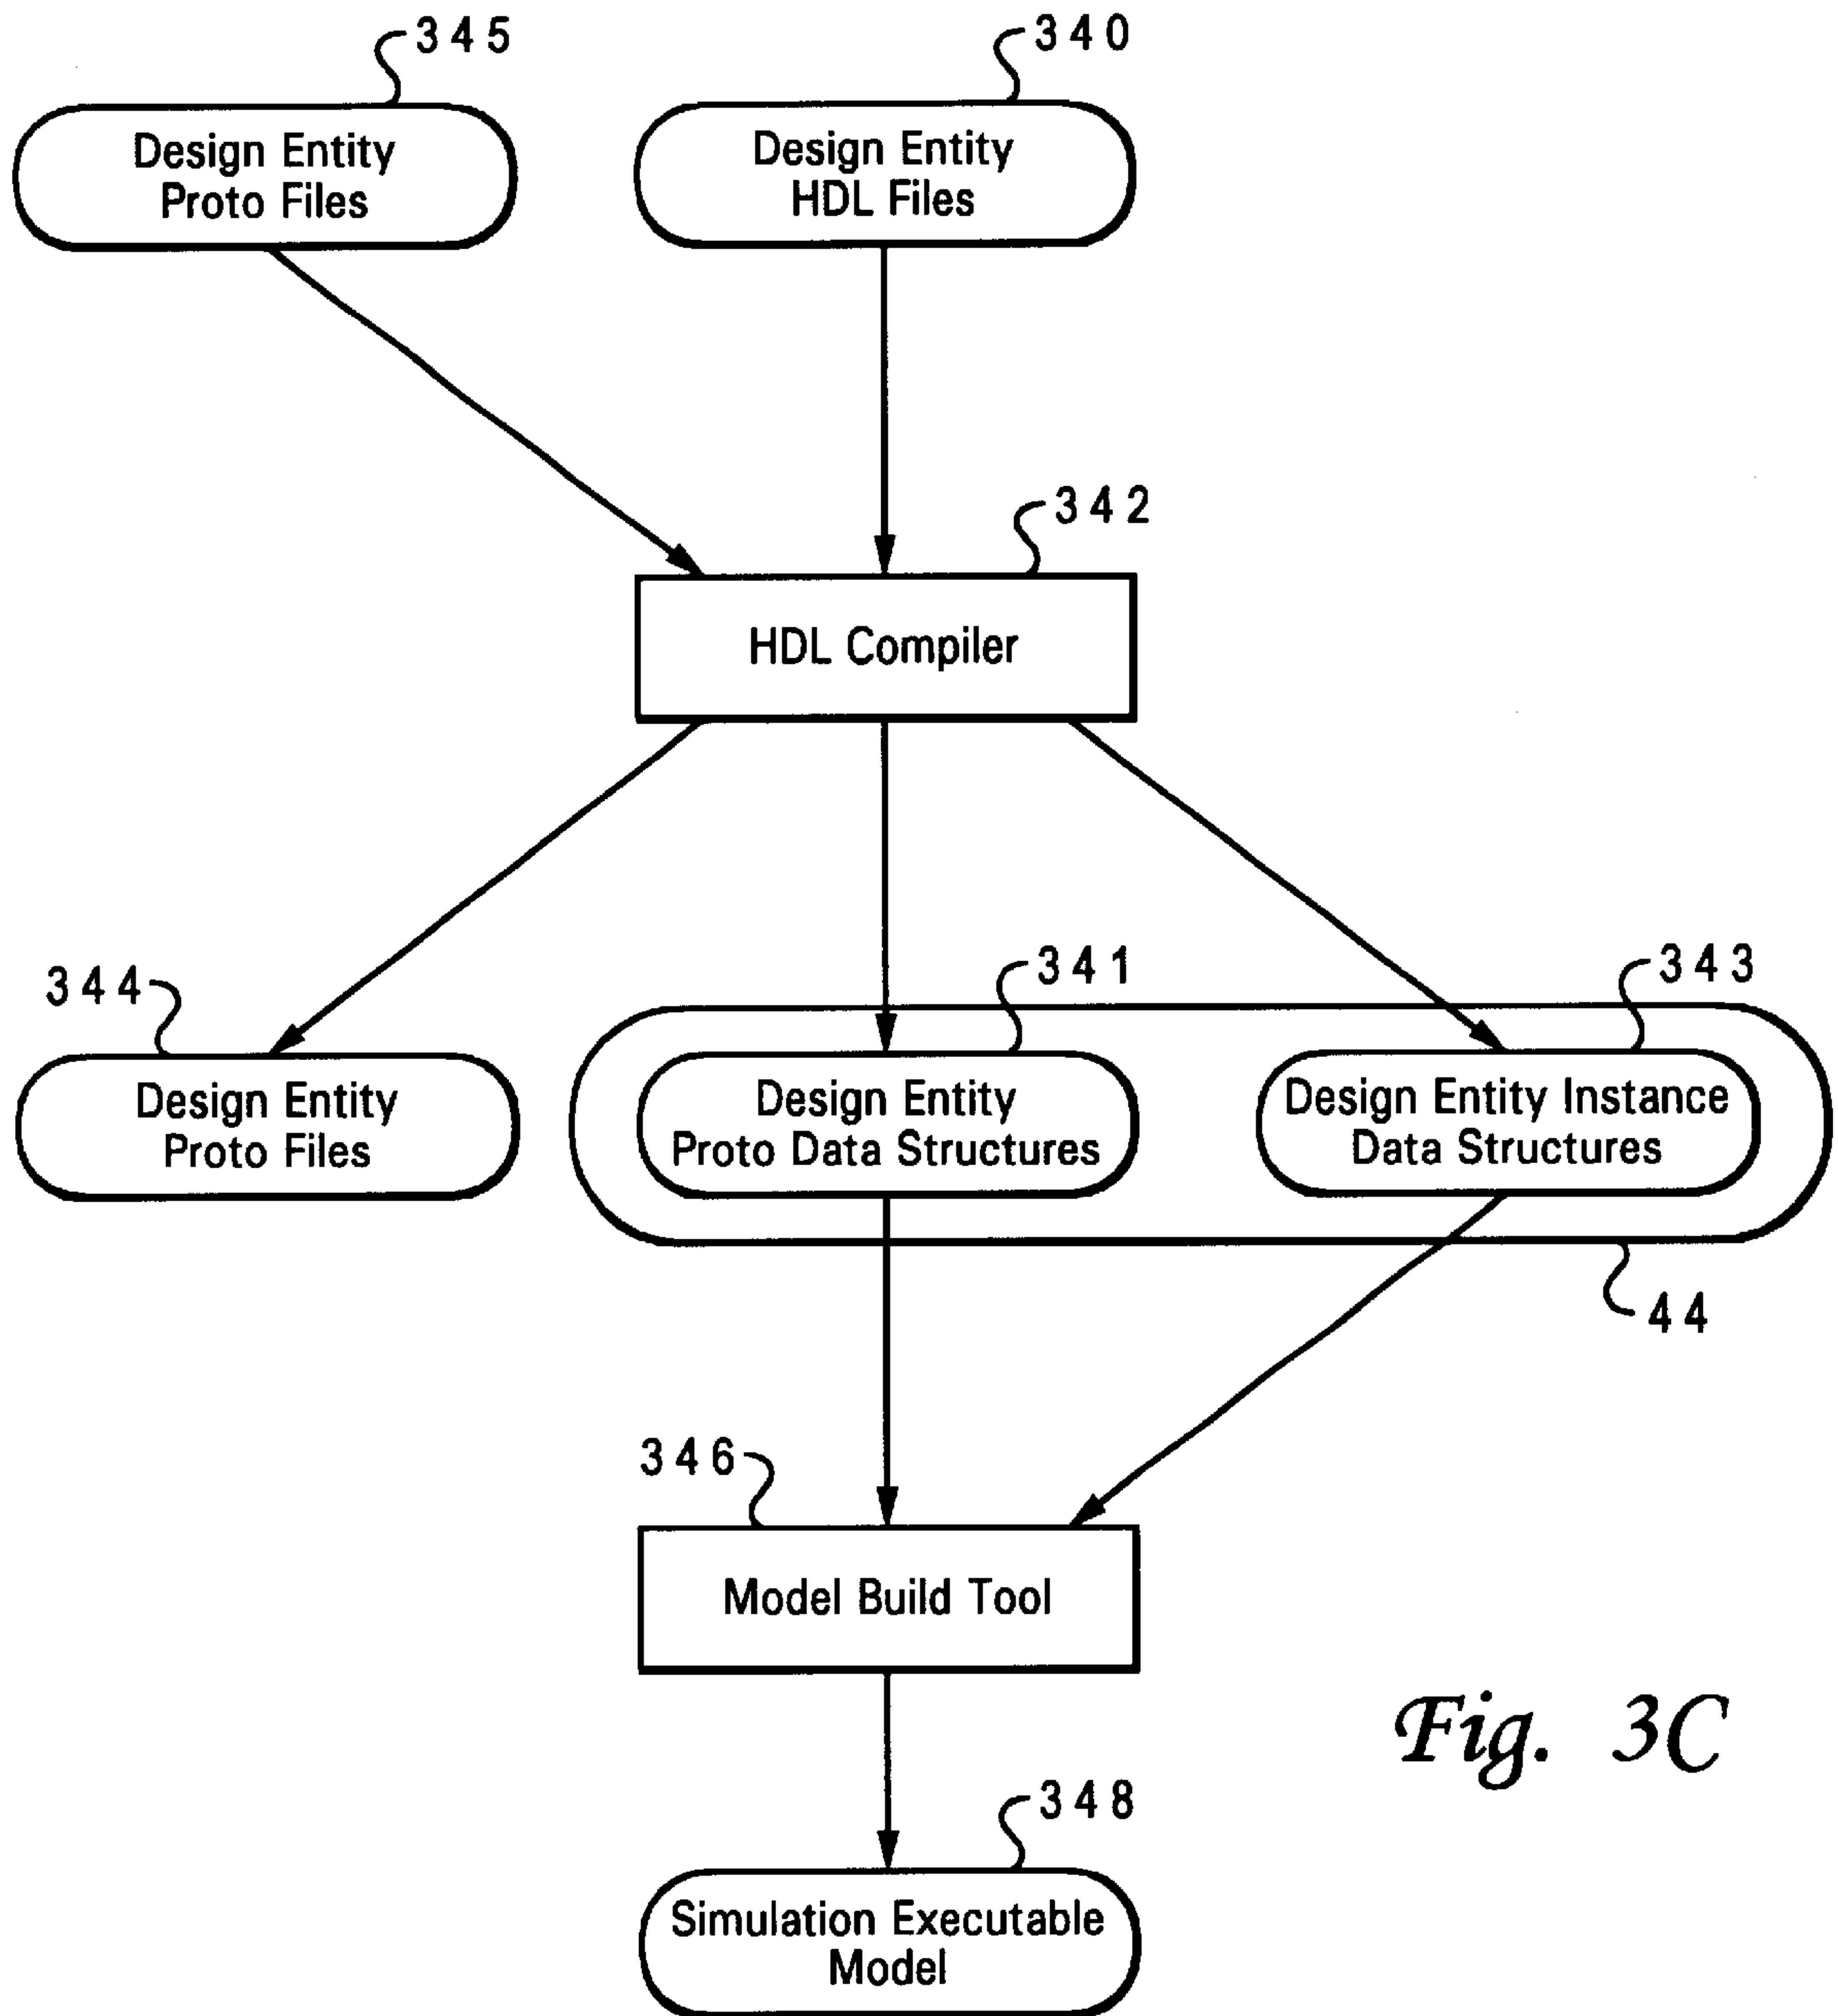 345
340
Design Entity
Proto Files
Design Entity
HDL Files
342
HDL Compiler
341
343
344
Design Entity
Proto Files
Design Entity
Proto Data Structures
Design Entity Instance
Data Structures
44
346
Model Build Tool
Fig. 3C
348
Simulation Executable
Model